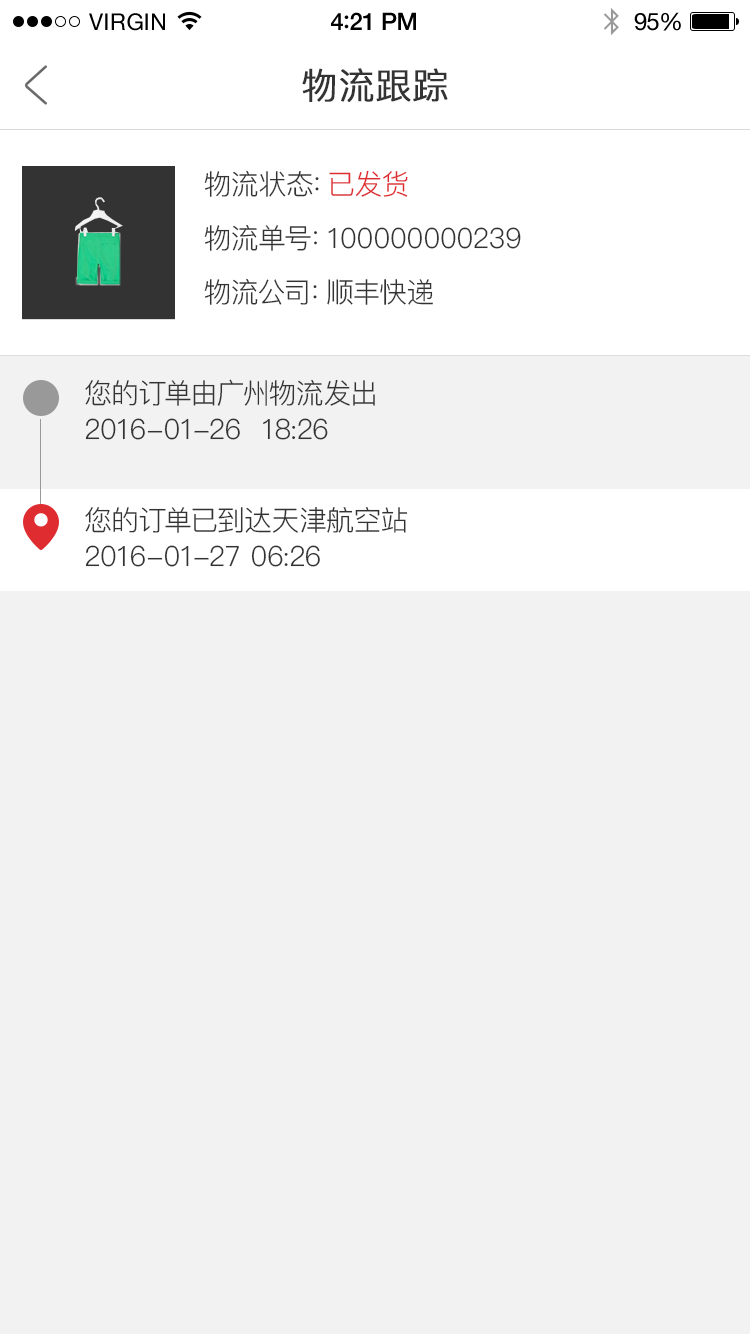 VIRGIN 4:21 PM 95%
物流跟踪
物流状态: 已发货
物流单号: 100000000239
物流公司: 顺丰快递
您的订单由广州物流发出
2016-01-26 18:26
您的订单已到达天津航空站
2016-01-27 06:26